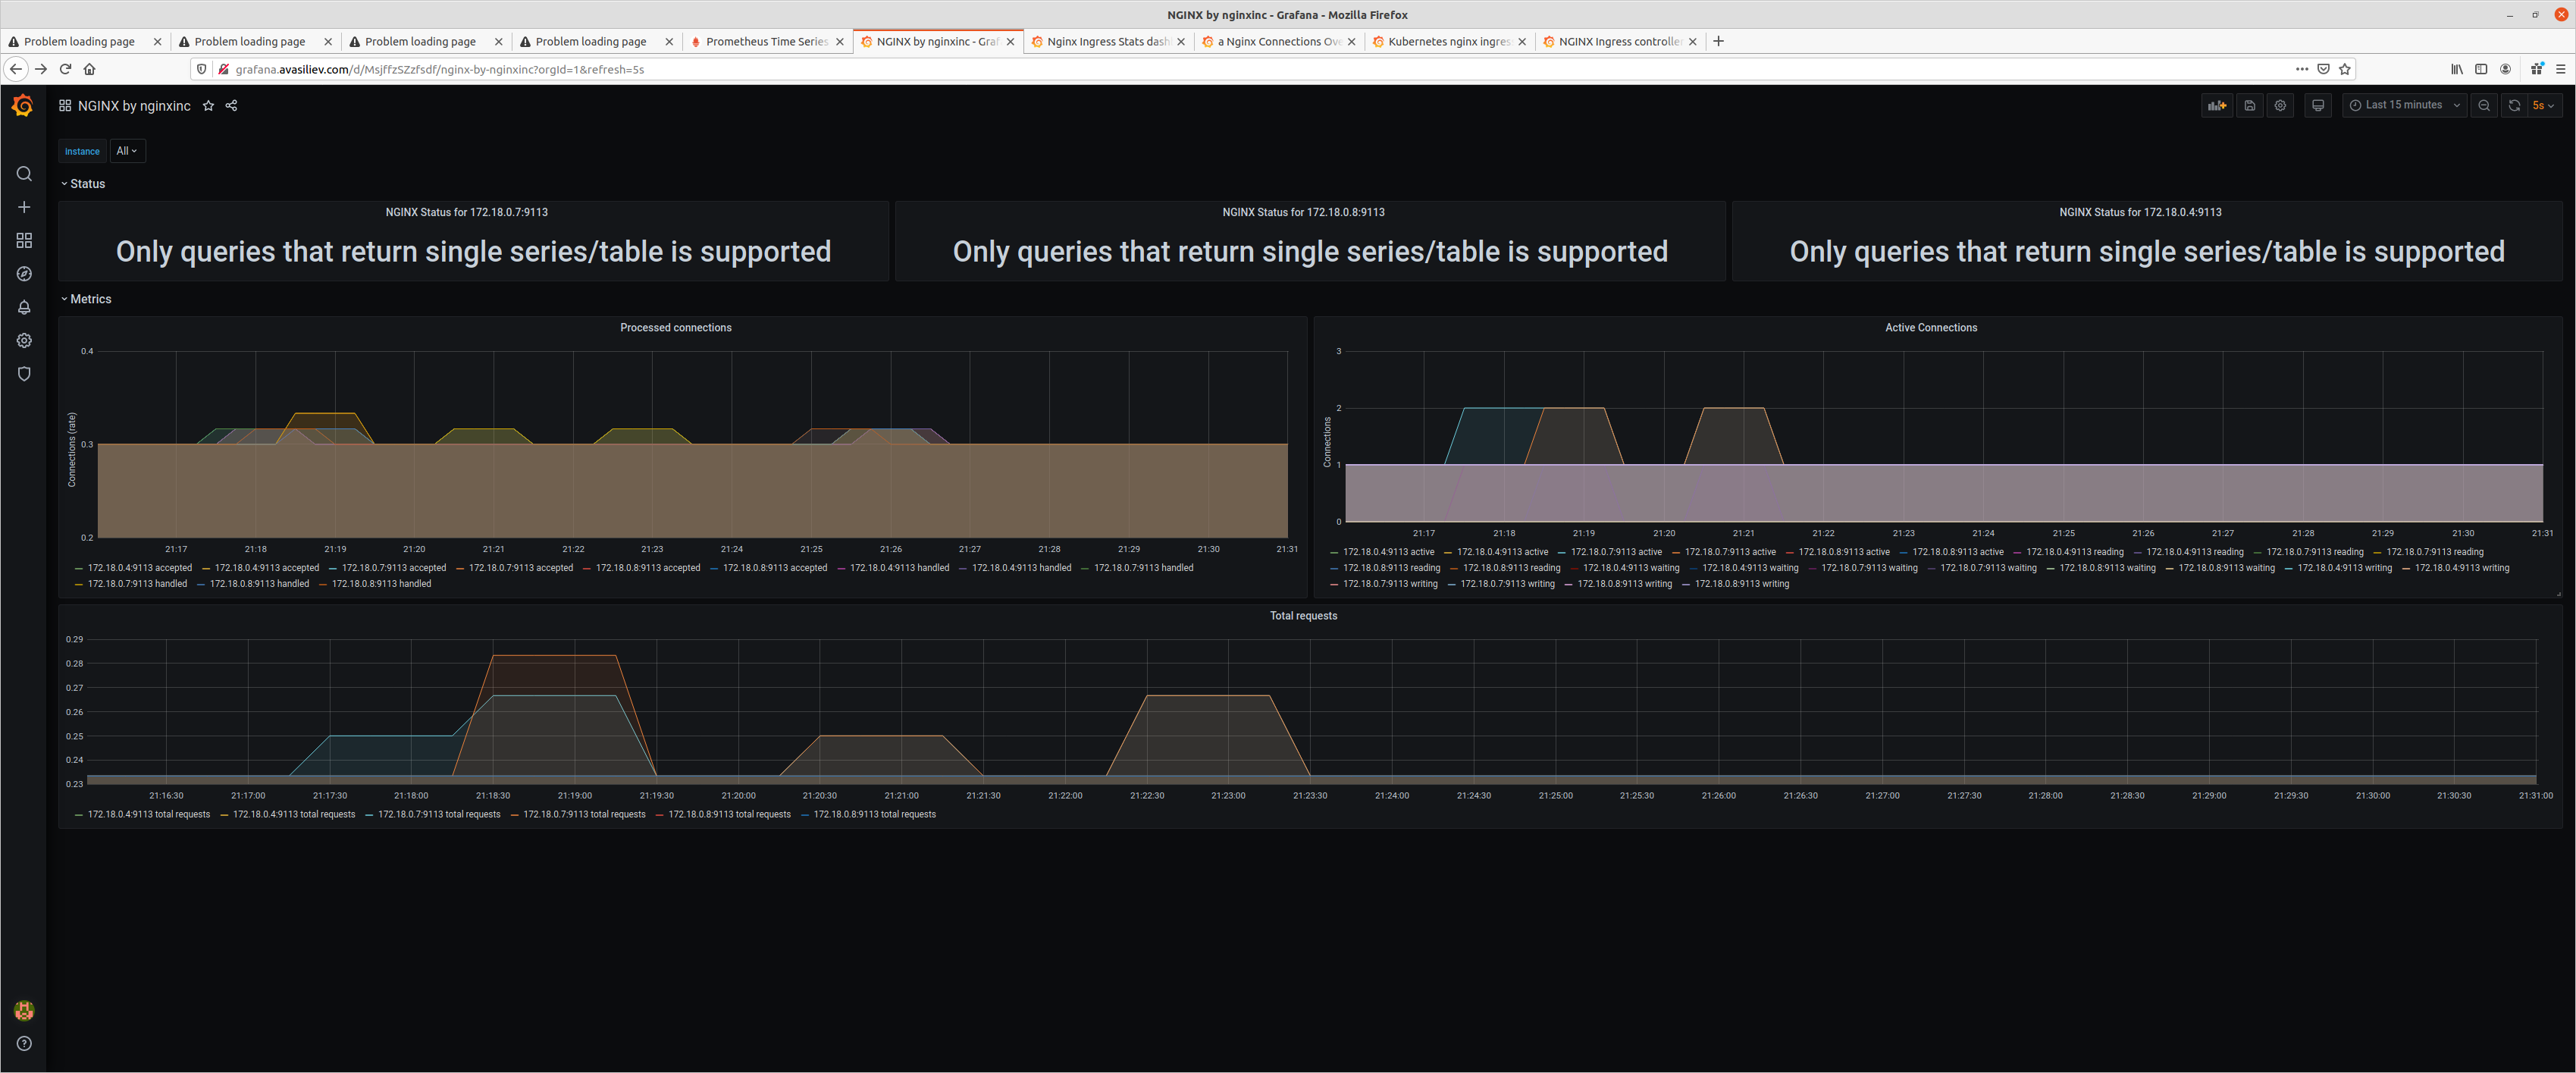 NGINX by nginxinc - Grafana - Mozilla Firefox
Problem loading page Problem loading page Problem loading page Problem loading page Prometheus Time Series NGINX by nginxinc - Graf Nginx Ingress Stats dash a Nginx Connections Ove Kubernetes nginx ingres NGINX Ingress controller
grafana.avasiliev.com/d/MsjffzSZzfsdf/nginx-by-nginxinc?orgId=1&refresh=5s
NGINX by nginxinc Last 15 minutes 5s
instance All
Status
NGINX Status for 172.18.0.7:9113 NGINX Status for 172.18.0.8:9113 NGINX Status for 172.18.0.4:9113
Only queries that return single series/table is supported Only queries that return single series/table is supported Only queries that return single series/table is supported
Metrics
Processed connections
Connections (rate)
0.4
0.3
0.2
21:17 21:18 21:19 21:20 21:21 21:22 21:23 21:24 21:25 21:26 21:27 21:28 21:29 21:30 21:31
172.18.0.4:9113 accepted 172.18.0.4:9113 accepted 172.18.0.7:9113 accepted 172.18.0.7:9113 accepted 172.18.0.8:9113 accepted 172.18.0.8:9113 accepted 172.18.0.4:9113 handled 172.18.0.4:9113 handled 172.18.0.7:9113 handled
172.18.0.7:9113 handled 172.18.0.8:9113 handled 172.18.0.8:9113 handled
Active Connections
Connections
3
2
1
0
21:17 21:18 21:19 21:20 21:21 21:22 21:23 21:24 21:25 21:26 21:27 21:28 21:29 21:30 21:31
172.18.0.4:9113 active 172.18.0.4:9113 active 172.18.0.7:9113 active 172.18.0.7:9113 active 172.18.0.8:9113 active 172.18.0.8:9113 active 172.18.0.4:9113 reading 172.18.0.4:9113 reading 172.18.0.7:9113 reading 172.18.0.7:9113 reading
172.18.0.8:9113 reading 172.18.0.8:9113 reading 172.18.0.4:9113 waiting 172.18.0.4:9113 waiting 172.18.0.7:9113 waiting 172.18.0.7:9113 waiting 172.18.0.8:9113 waiting 172.18.0.8:9113 waiting 172.18.0.4:9113 writing 172.18.0.4:9113 writing
172.18.0.7:9113 writing 172.18.0.7:9113 writing 172.18.0.8:9113 writing 172.18.0.8:9113 writing
Total requests
0.29
0.28
0.27
0.26
0.25
0.24
0.23
21:16:30 21:17:00 21:17:30 21:18:00 21:18:30 21:19:00 21:19:30 21:20:00 21:20:30 21:21:00 21:21:30 21:22:00 21:22:30 21:23:00 21:23:30 21:24:00 21:24:30 21:25:00 21:25:30 21:26:00 21:26:30 21:27:00 21:27:30 21:28:00 21:28:30 21:29:00 21:29:30 21:30:00 21:30:30 21:31:00
172.18.0.4:9113 total requests 172.18.0.4:9113 total requests 172.18.0.7:9113 total requests 172.18.0.7:9113 total requests 172.18.0.8:9113 total requests 172.18.0.8:9113 total requests